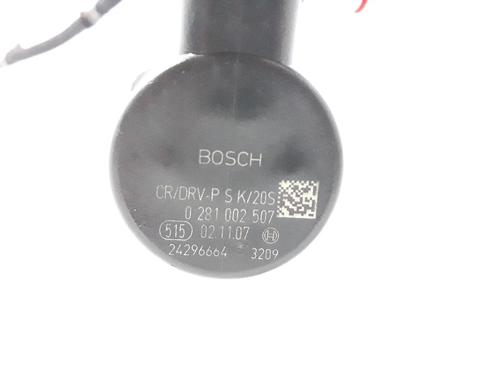 BOSCH
CR/DRV-P S K/20S
0 281 002 507
515 02.11.07
24296664 3209